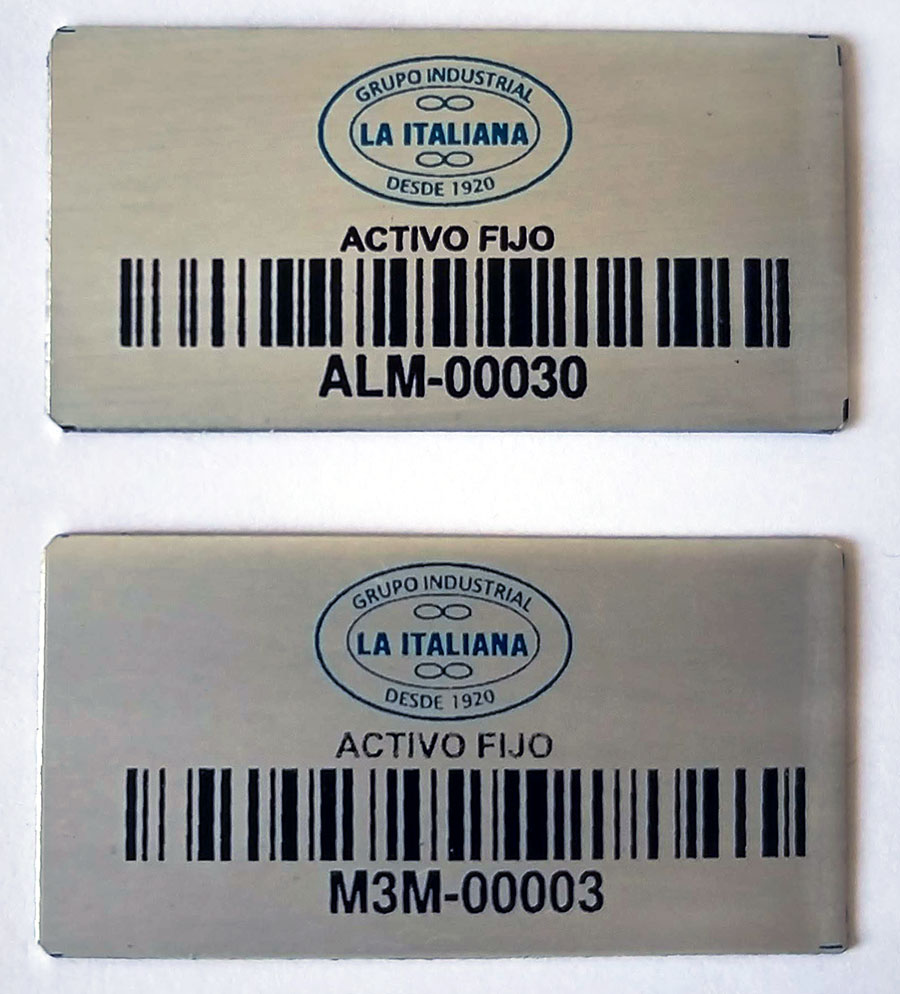 GRUPO INDUSTRIAL
LA ITALIANA
DESDE 1920
ACTIVO FIJO
ALM-00030
GRUPO INDUSTRIAL
LA ITALIANA
DESDE 1920
ACTIVO FIJO
M3M-00003